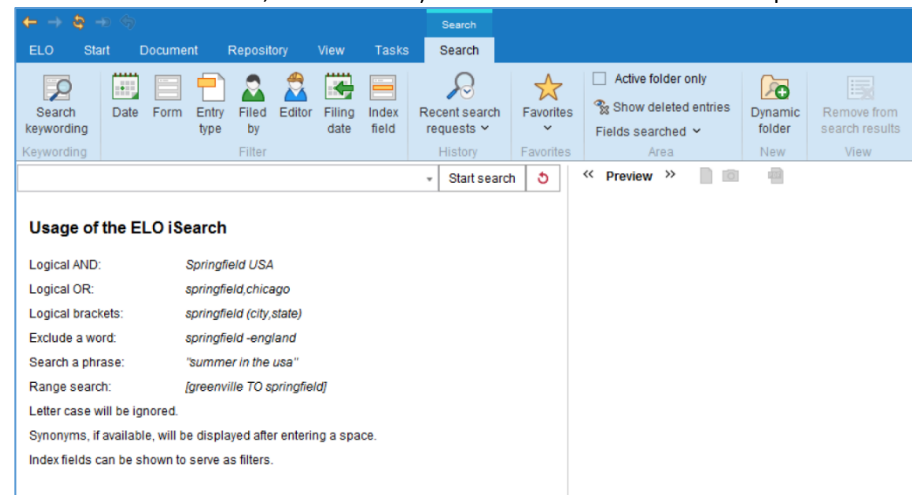 Search
ELO Start Document Repository View Tasks Search
Active folder only
Show deleted entries
Fields searched
Search keywording
Date
Form
Entry type
Filed by
Editor
Filing date
Index field
Recent search requests
Favorites
Dynamic folder
Remove from search results
Keywording Filter History Favorites Area New View
Start search
« Preview »
Usage of the ELO iSearch
Logical AND: Springfield USA
Logical OR: springfield,chicago
Logical brackets: springfield (city,state)
Exclude a word: springfield -england
Search a phrase: "summer in the usa"
Range search: [greenville TO springfield]
Letter case will be ignored.
Synonyms, if available, will be displayed after entering a space.
Index fields can be shown to serve as filters.